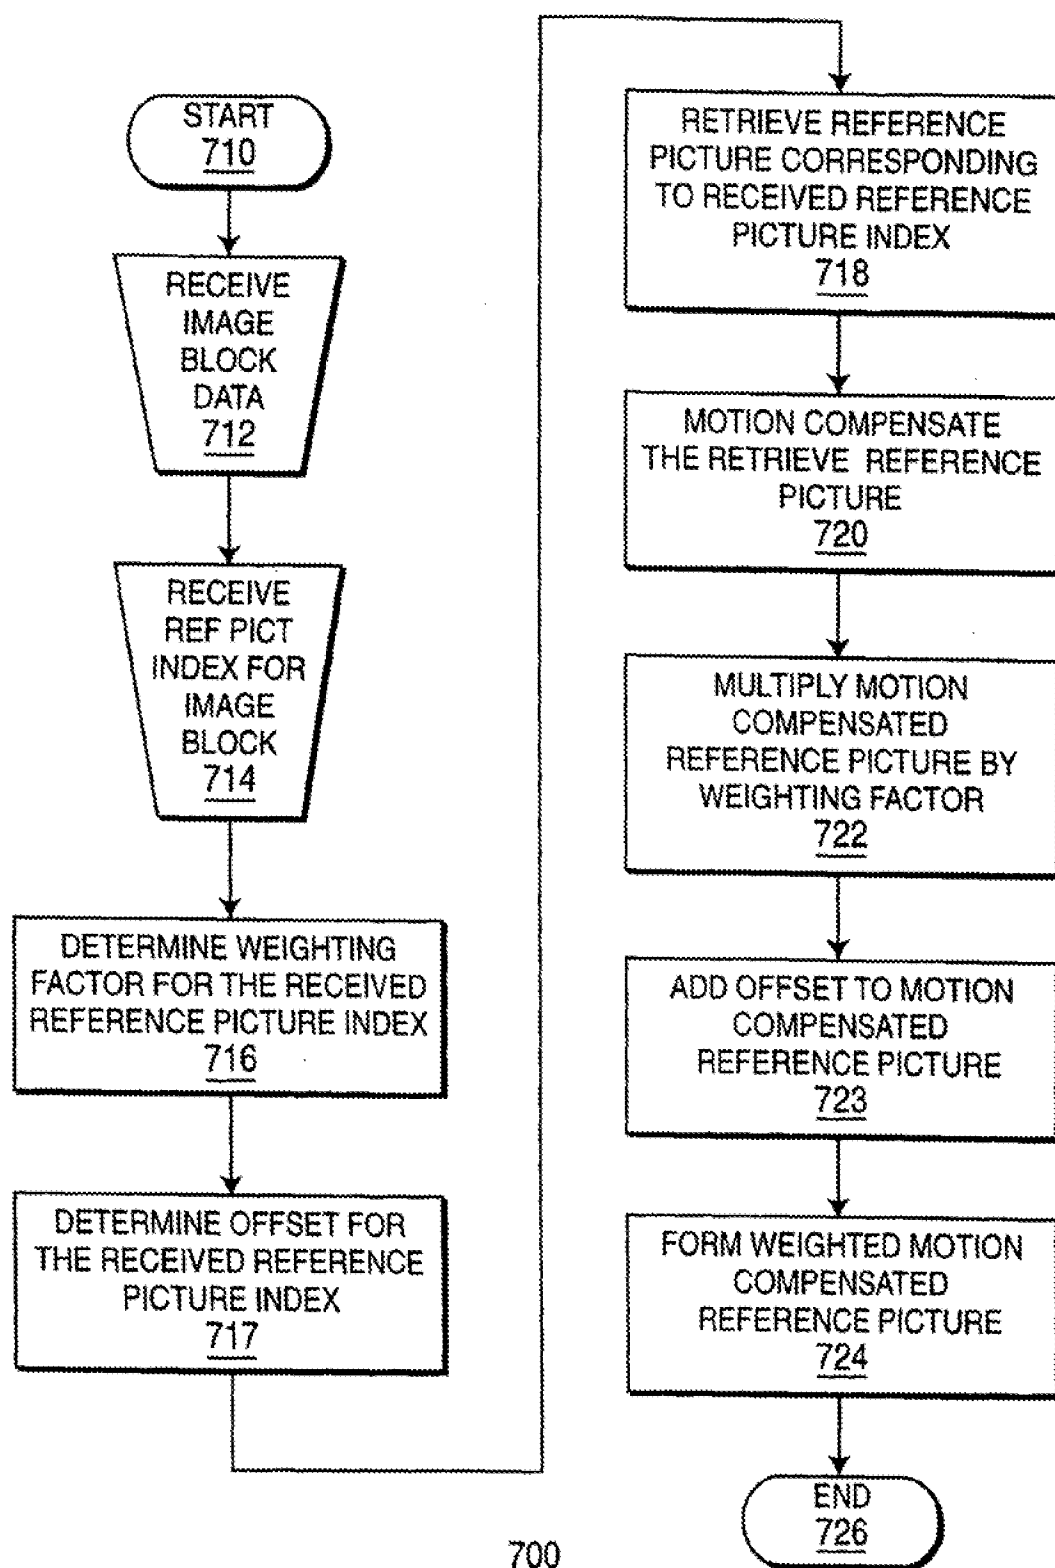 START
710
RECEIVE
IMAGE
BLOCK
DATA
712
RECEIVE
REF PICT
INDEX FOR
IMAGE
BLOCK
714
DETERMINE WEIGHTING
FACTOR FOR THE RECEIVED
REFERENCE PICTURE INDEX
716
DETERMINE OFFSET FOR
THE RECEIVED REFERENCE
PICTURE INDEX
717
RETRIEVE REFERENCE
PICTURE CORRESPONDING
TO RECEIVED REFERENCE
PICTURE INDEX
718
MOTION COMPENSATE
THE RETRIEVE REFERENCE
PICTURE
720
MULTIPLY MOTION
COMPENSATED
REFERENCE PICTURE BY
WEIGHTING FACTOR
722
ADD OFFSET TO MOTION
COMPENSATED
REFERENCE PICTURE
723
FORM WEIGHTED MOTION
COMPENSATED
REFERENCE PICTURE
724
END
726
700